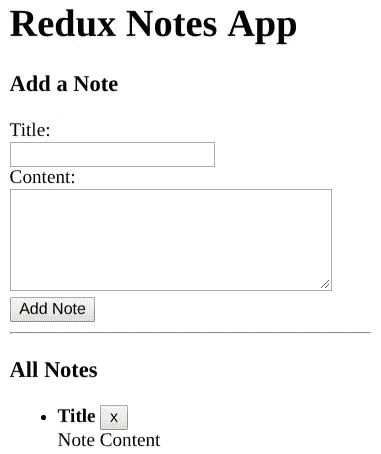 Redux Notes App
Add a Note
Title:
Content:
Add Note
All Notes
Title x
Note Content